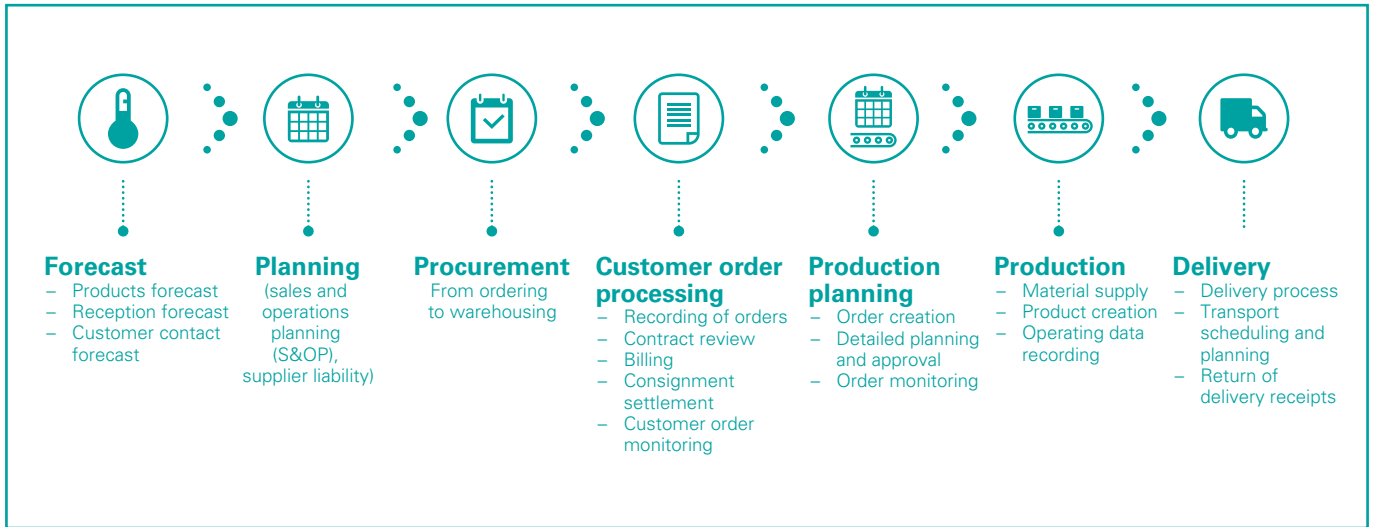 Forecast
– Products forecast
– Reception forecast
– Customer contact
forecast
Planning
(sales and
operations
planning
(S&OP),
supplier liability)
Procurement
From ordering
to warehousing
Customer order
processing
– Recording of orders
– Contract review
– Billing
– Consignment
settlement
– Customer order
monitoring
Production
planning
– Order creation
– Detailed planning
and approval
– Order monitoring
Production
– Material supply
– Product creation
– Operating data
recording
Delivery
– Delivery process
– Transport
scheduling and
planning
– Return of
delivery receipts